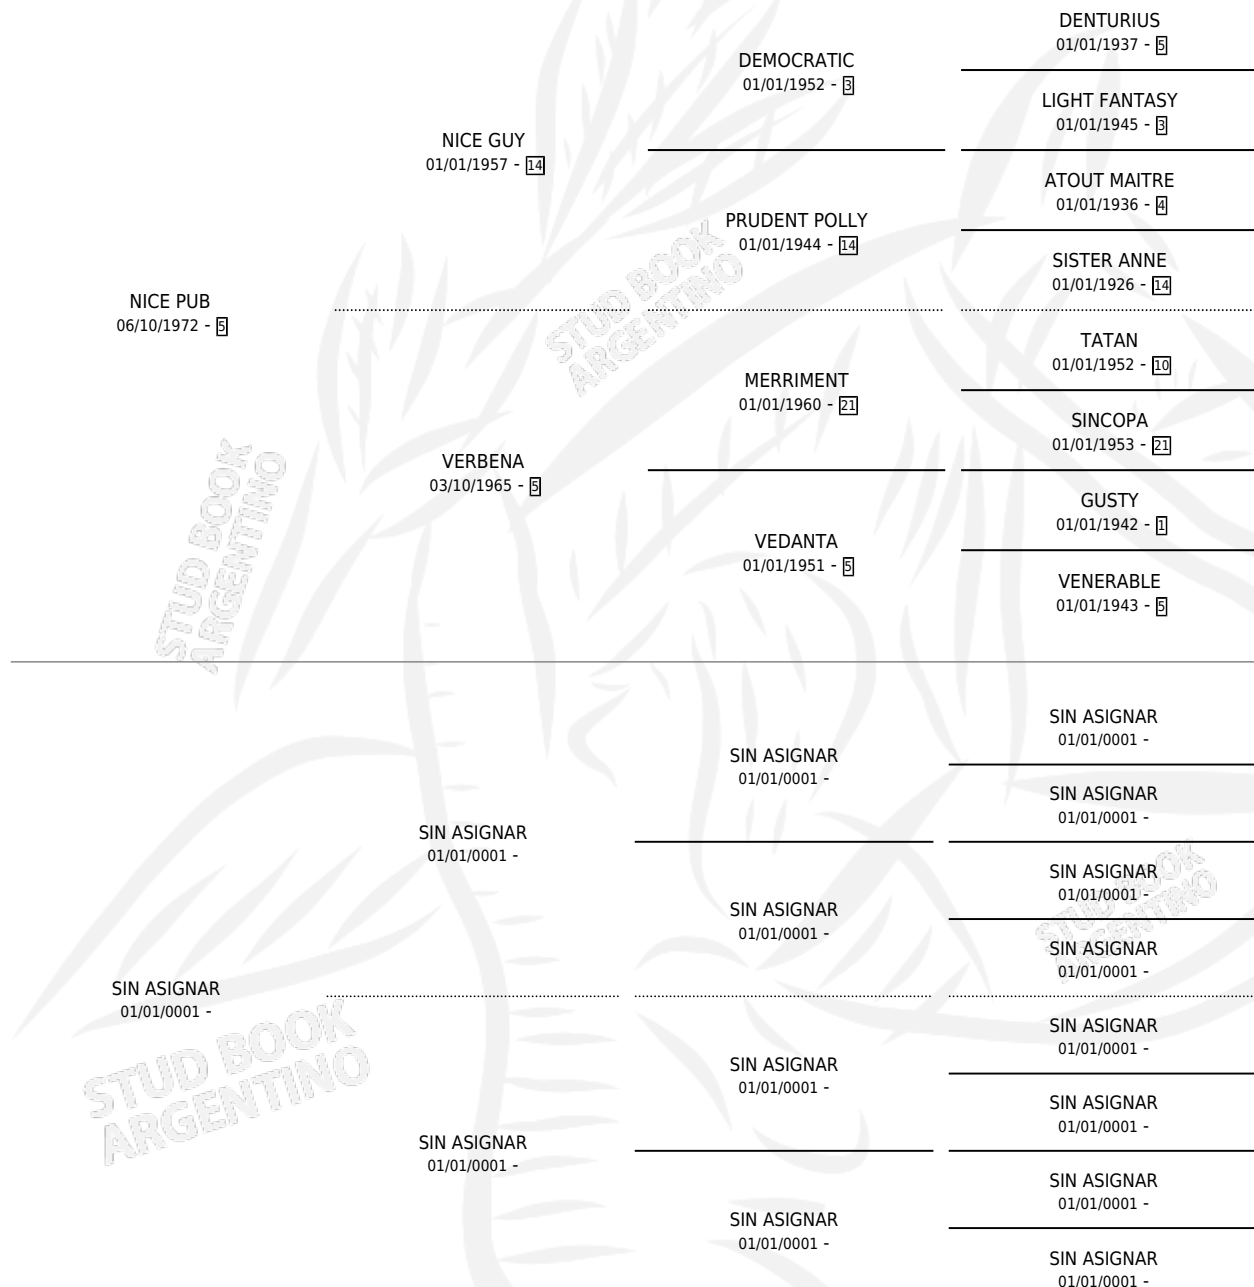 DENTURIUS
01/01/1937 - 5
DEMOCRATIC
01/01/1952 - 3
LIGHT FANTASY
01/01/1945 - 3
NICE GUY
01/01/1957 - 14
ATOUT MAITRE
01/01/1936 - 4
PRUDENT POLLY
01/01/1944 - 14
SISTER ANNE
01/01/1926 - 14
NICE PUB
06/10/1972 - 5
STUD BOOK
ARGENTINO
TATAN
01/01/1952 - 10
MERRIMENT
01/01/1960 - 21
SINCOPA
01/01/1953 - 21
VERBENA
03/10/1965 - 5
GUSTY
01/01/1942 - 1
VEDANTA
01/01/1951 - 5
VENERABLE
01/01/1943 - 5
STUD BOOK
ARGENTINO
SIN ASIGNAR
01/01/0001 -
SIN ASIGNAR
01/01/0001 -
SIN ASIGNAR
01/01/0001 -
SIN ASIGNAR
01/01/0001 -
SIN ASIGNAR
01/01/0001 -
SIN ASIGNAR
01/01/0001 -
SIN ASIGNAR
01/01/0001 -
STUD BOOK
ARGENTINO
SIN ASIGNAR
01/01/0001 -
SIN ASIGNAR
01/01/0001 -
SIN ASIGNAR
01/01/0001 -
SIN ASIGNAR
01/01/0001 -
STUD BOOK
ARGENTINO
SIN ASIGNAR
01/01/0001 -
SIN ASIGNAR
01/01/0001 -
SIN ASIGNAR
01/01/0001 -
SIN ASIGNAR
01/01/0001 -